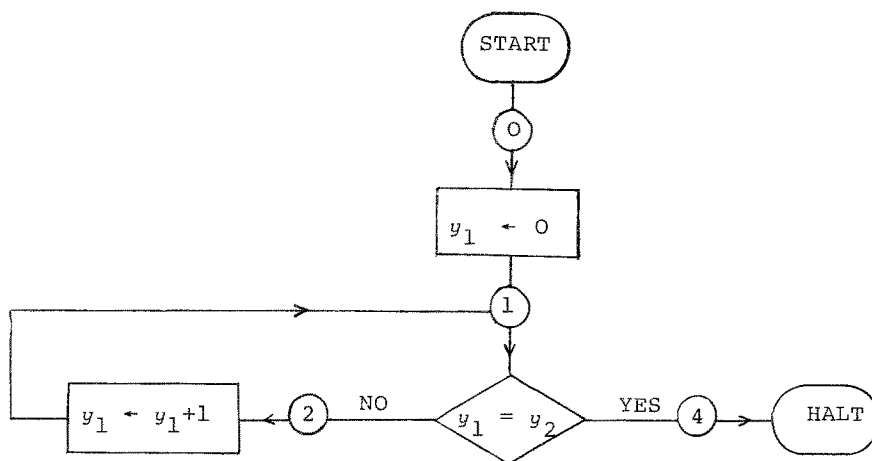 START
0
y₁ ← 0
1
y₁ ← y₁+1
2
NO
y₁ = y₂
YES
4
HALT